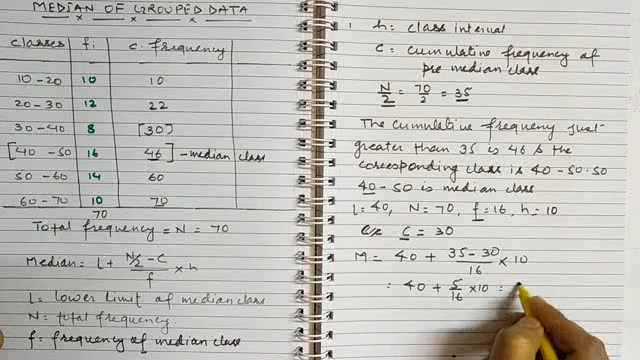 MEDIAN OF GROUPED DATA
classes fi c. frequency
10-20 10 10
20-30 12 22
30-40 8 [30)
[40-50 16 46] - median class
50-60 14 60
60-70 10 70
70
Total frequency = N = 70
Median = l + N/2 - C / f × h
l = lower limit of median class
N = total frequency
f = frequency of median class
h = class interval
C = cumulative frequency of
pre median class
N/2 = 70/2 = 35
The cumulative frequency just
greater than 35 is 46 & the
corresponding class is 40-50. so
40-50 is median class
l = 40, N = 70, f = 16, h = 10
C = 30
M = 40 + 35-30 / 16 × 10
= 40 + 5/16 × 10 =